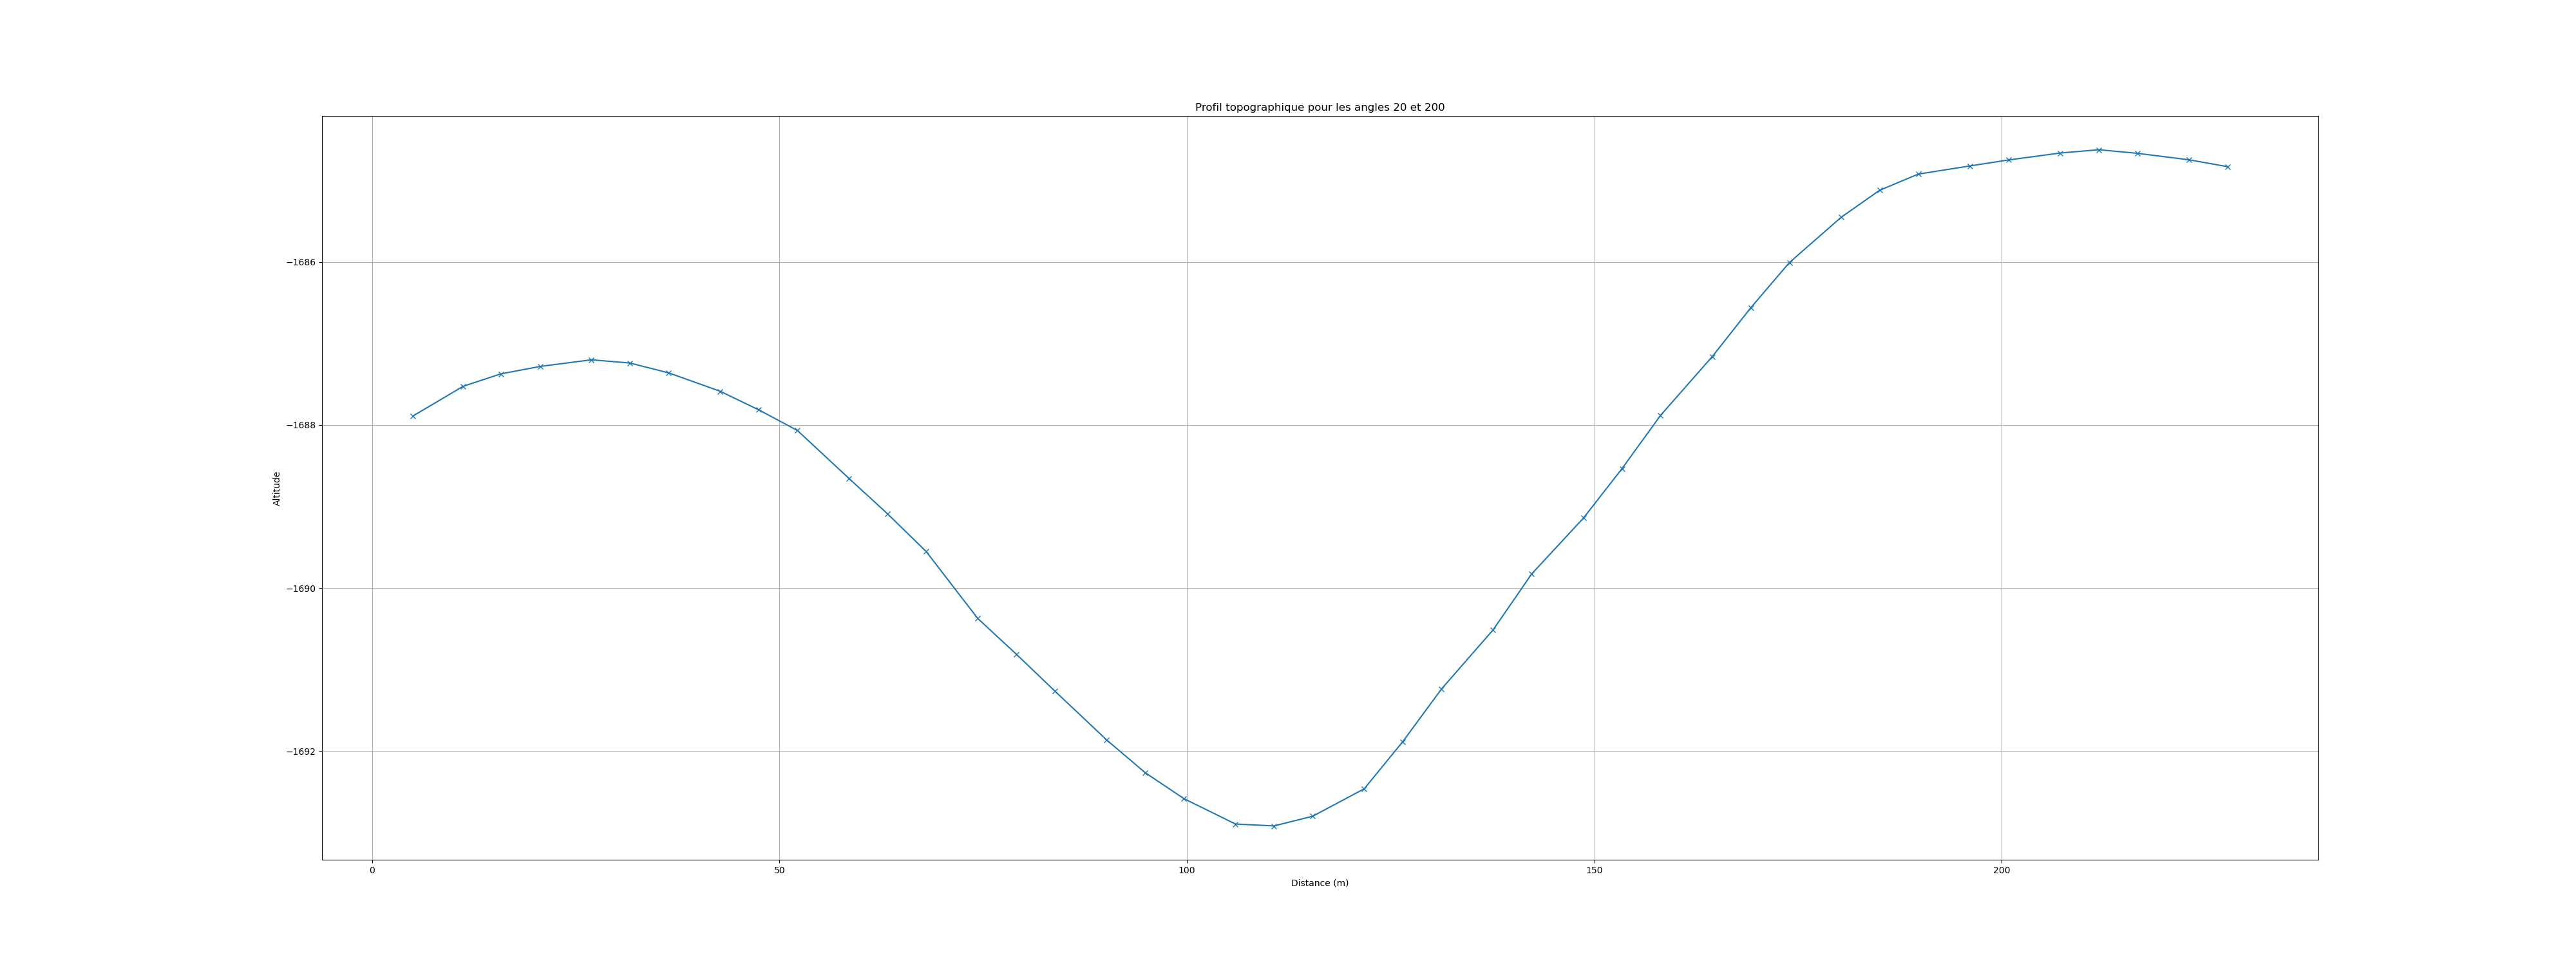 Profil topographique pour les angles 20 et 200
−1686
−1688
−1690
−1692
Altitude
0 50 100 150 200
Distance (m)